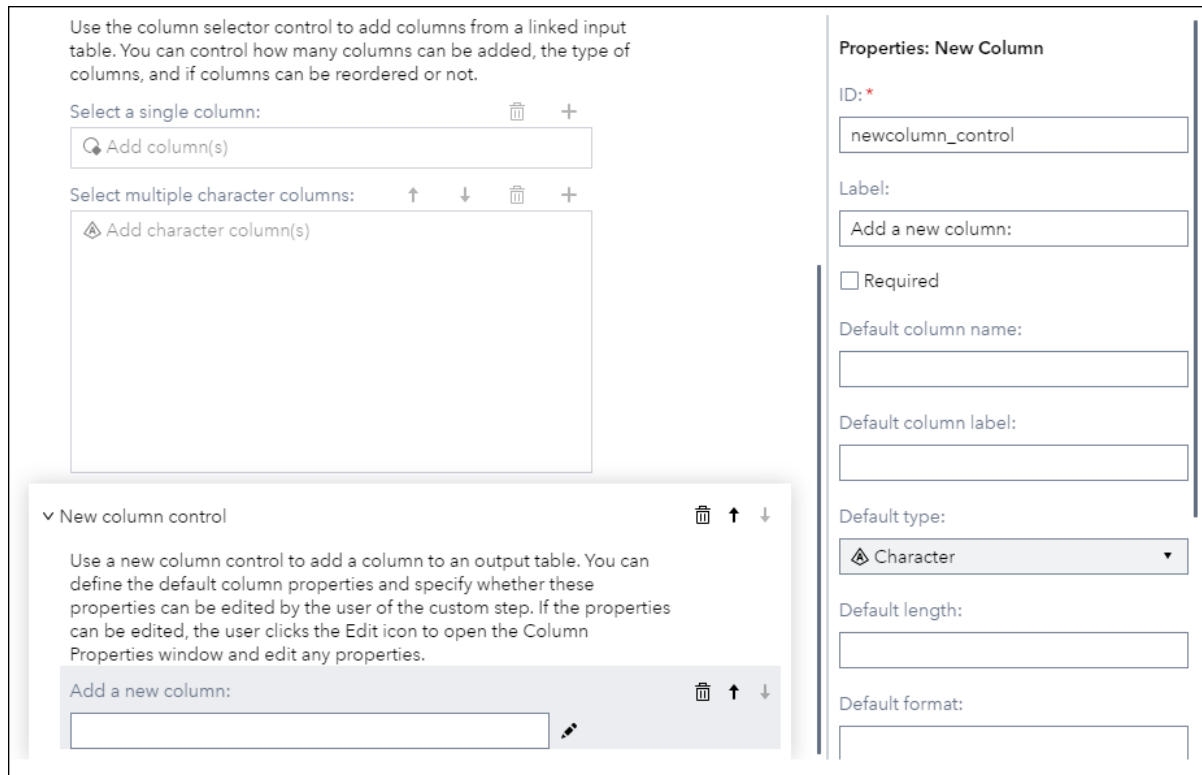 Use the column selector control to add columns from a linked input
table. You can control how many columns can be added, the type of
columns, and if columns can be reordered or not.
Select a single column:
Add column(s)
Select multiple character columns:
Add character column(s)
New column control
Use a new column control to add a column to an output table. You can
define the default column properties and specify whether these
properties can be edited by the user of the custom step. If the properties
can be edited, the user clicks the Edit icon to open the Column
Properties window and edit any properties.
Add a new column:
Properties: New Column
ID:*
newcolumn_control
Label:
Add a new column:
Required
Default column name:
Default column label:
Default type:
Character
Default length:
Default format: